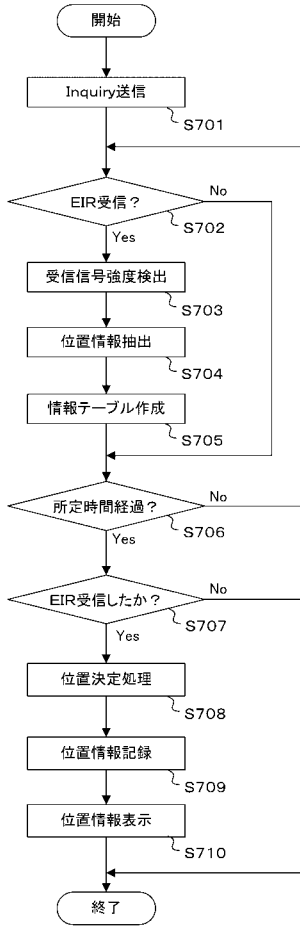 開始
Inquiry送信
S701
EIR受信？
No
S702
Yes
受信信号強度検出
S703
位置情報抽出
S704
情報テーブル作成
S705
所定時間経過？
No
S706
Yes
EIR受信したか？
No
S707
Yes
位置決定処理
S708
位置情報記録
S709
位置情報表示
S710
終了